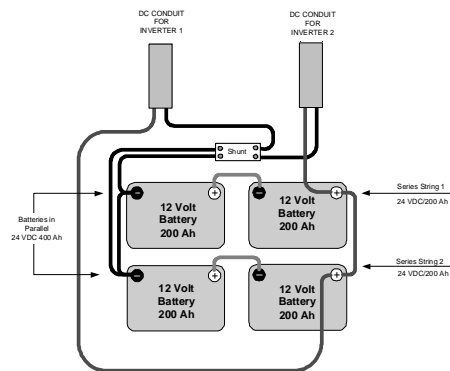 DC CONDUIT
FOR
INVERTER 1
DC CONDUIT
FOR
INVERTER 2
Shunt
Batteries in
Parallel
24 VDC 400 Ah
12 Volt
Battery
200 Ah
12 Volt
Battery
200 Ah
Series String 1
24 VDC/200 Ah
12 Volt
Battery
200 Ah
12 Volt
Battery
200 Ah
Series String 2
24 VDC/200 Ah